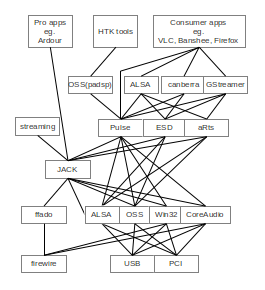 Pro apps
eg.
Ardour
HTK tools
Consumer apps
eg.
VLC, Banshee, Firefox
OSS(padsp)
ALSA
canberra
GStreamer
streaming
Pulse
ESD
aRts
JACK
ffado
ALSA
OSS
Win32
CoreAudio
firewire
USB
PCI